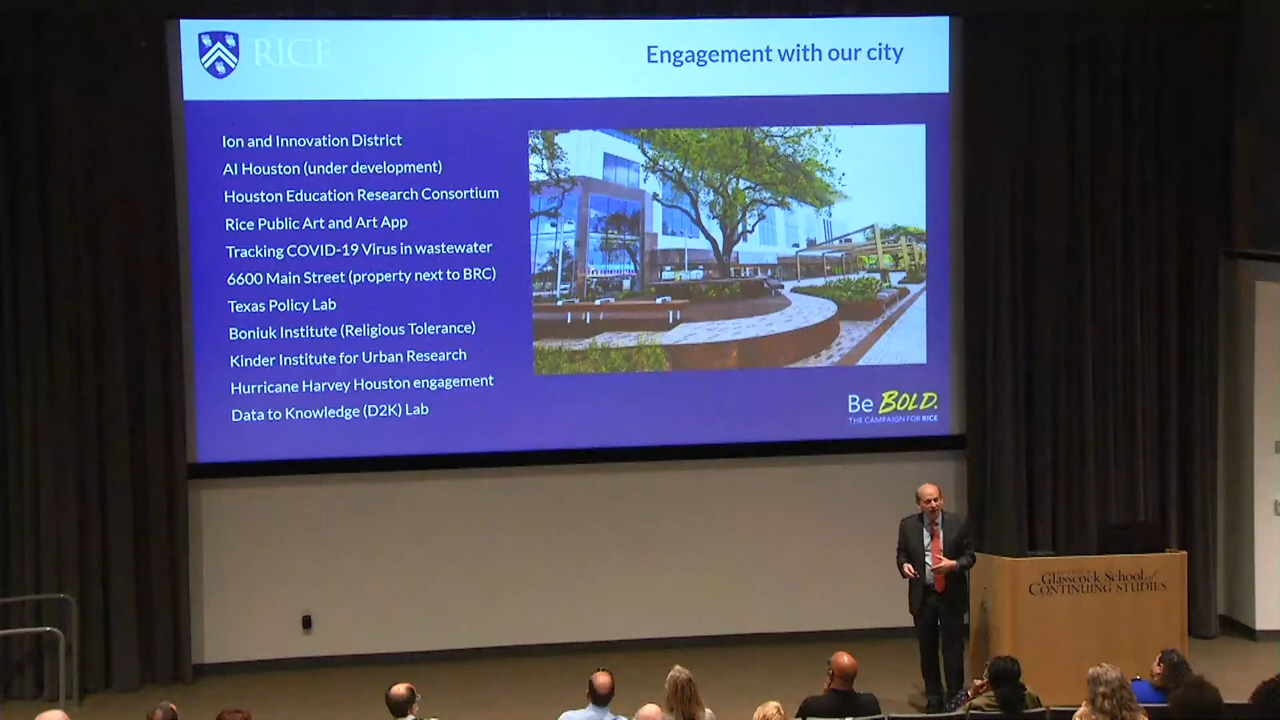 RICE
Engagement with our city
Ion and Innovation District
AI Houston (under development)
Houston Education Research Consortium
Rice Public Art and Art App
Tracking COVID-19 Virus in wastewater
6600 Main Street (property next to BRC)
Texas Policy Lab
Boniuk Institute (Religious Tolerance)
Kinder Institute for Urban Research
Hurricane Harvey Houston engagement
Data to Knowledge (D2K) Lab
Be BOLD.
THE CAMPAIGN FOR RICE
Glasscock School of
CONTINUING STUDIES